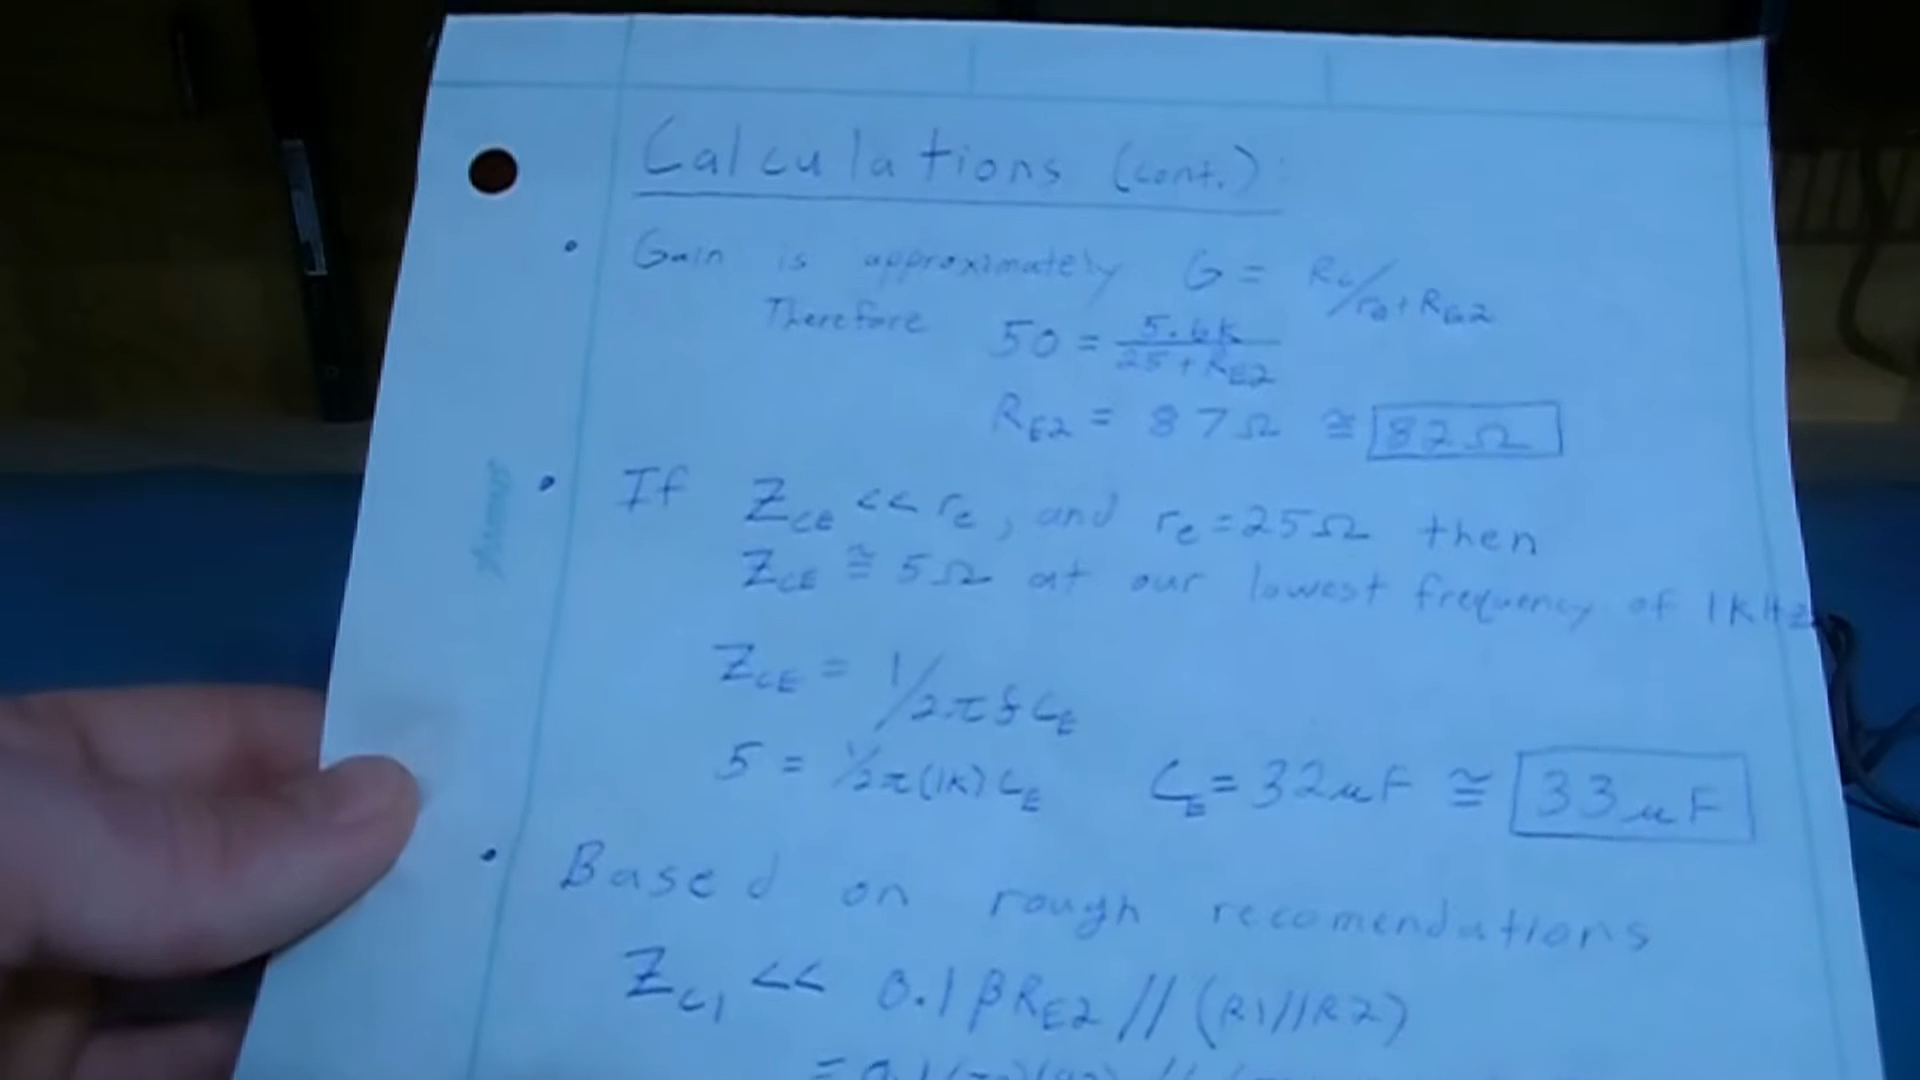 Calculations (cont.):
• Gain is approximately G = Rc/re+RE2
Therefore 50 = 5.6K/25+RE2
RE2 = 87Ω ≅ 82Ω
• If ZCE << re, and re=25Ω then
ZCE ≅ 5Ω at our lowest frequency of 1KHz
ZCE = 1/2πfCE
5 = 1/2π(1K)CE CE=32μF ≅ 33μF
• Based on rough recomendations
ZC1 << 0.1βRE2//(R1//R2)